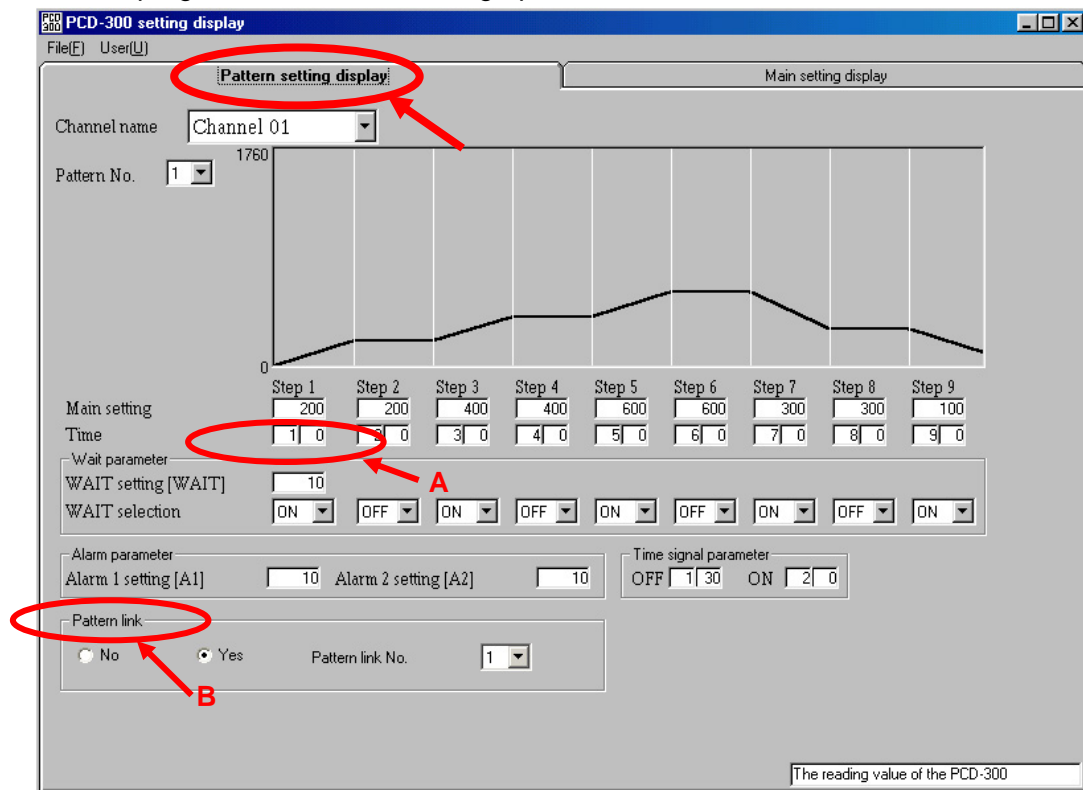 PCD 300 PCD-300 setting display
File(F) User(U)
Pattern setting display Main setting display
Channel name Channel 01
1760
Pattern No. 1
0
Step 1 Step 2 Step 3 Step 4 Step 5 Step 6 Step 7 Step 8 Step 9
Main setting 200 200 400 400 600 600 300 300 100
Time 1 0 2 0 3 0 4 0 5 0 6 0 7 0 8 0 9 0
Wait parameter
A
WAIT setting [WAIT] 10
WAIT selection ON OFF ON OFF ON OFF ON OFF ON
Alarm parameter Time signal parameter
Alarm 1 setting [A1] 10 Alarm 2 setting [A2] 10 OFF 1 30 ON 2 0
Pattern link
No Yes Pattern link No. 1
B
The reading value of the PCD-300